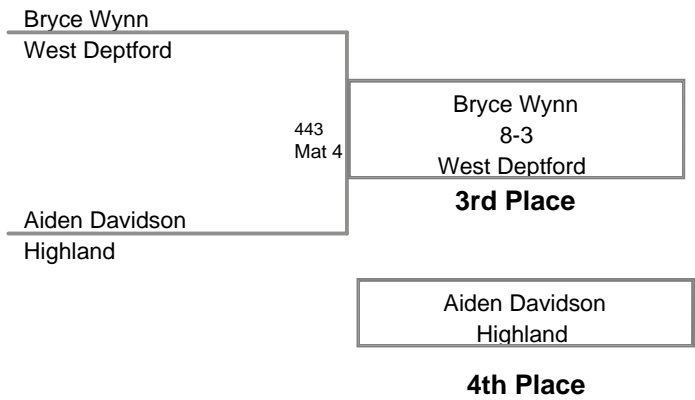 Bryce Wynn
West Deptford
Bryce Wynn
8-3
West Deptford
443
Mat 4
3rd Place
Aiden Davidson
Highland
Aiden Davidson
Highland
4th Place